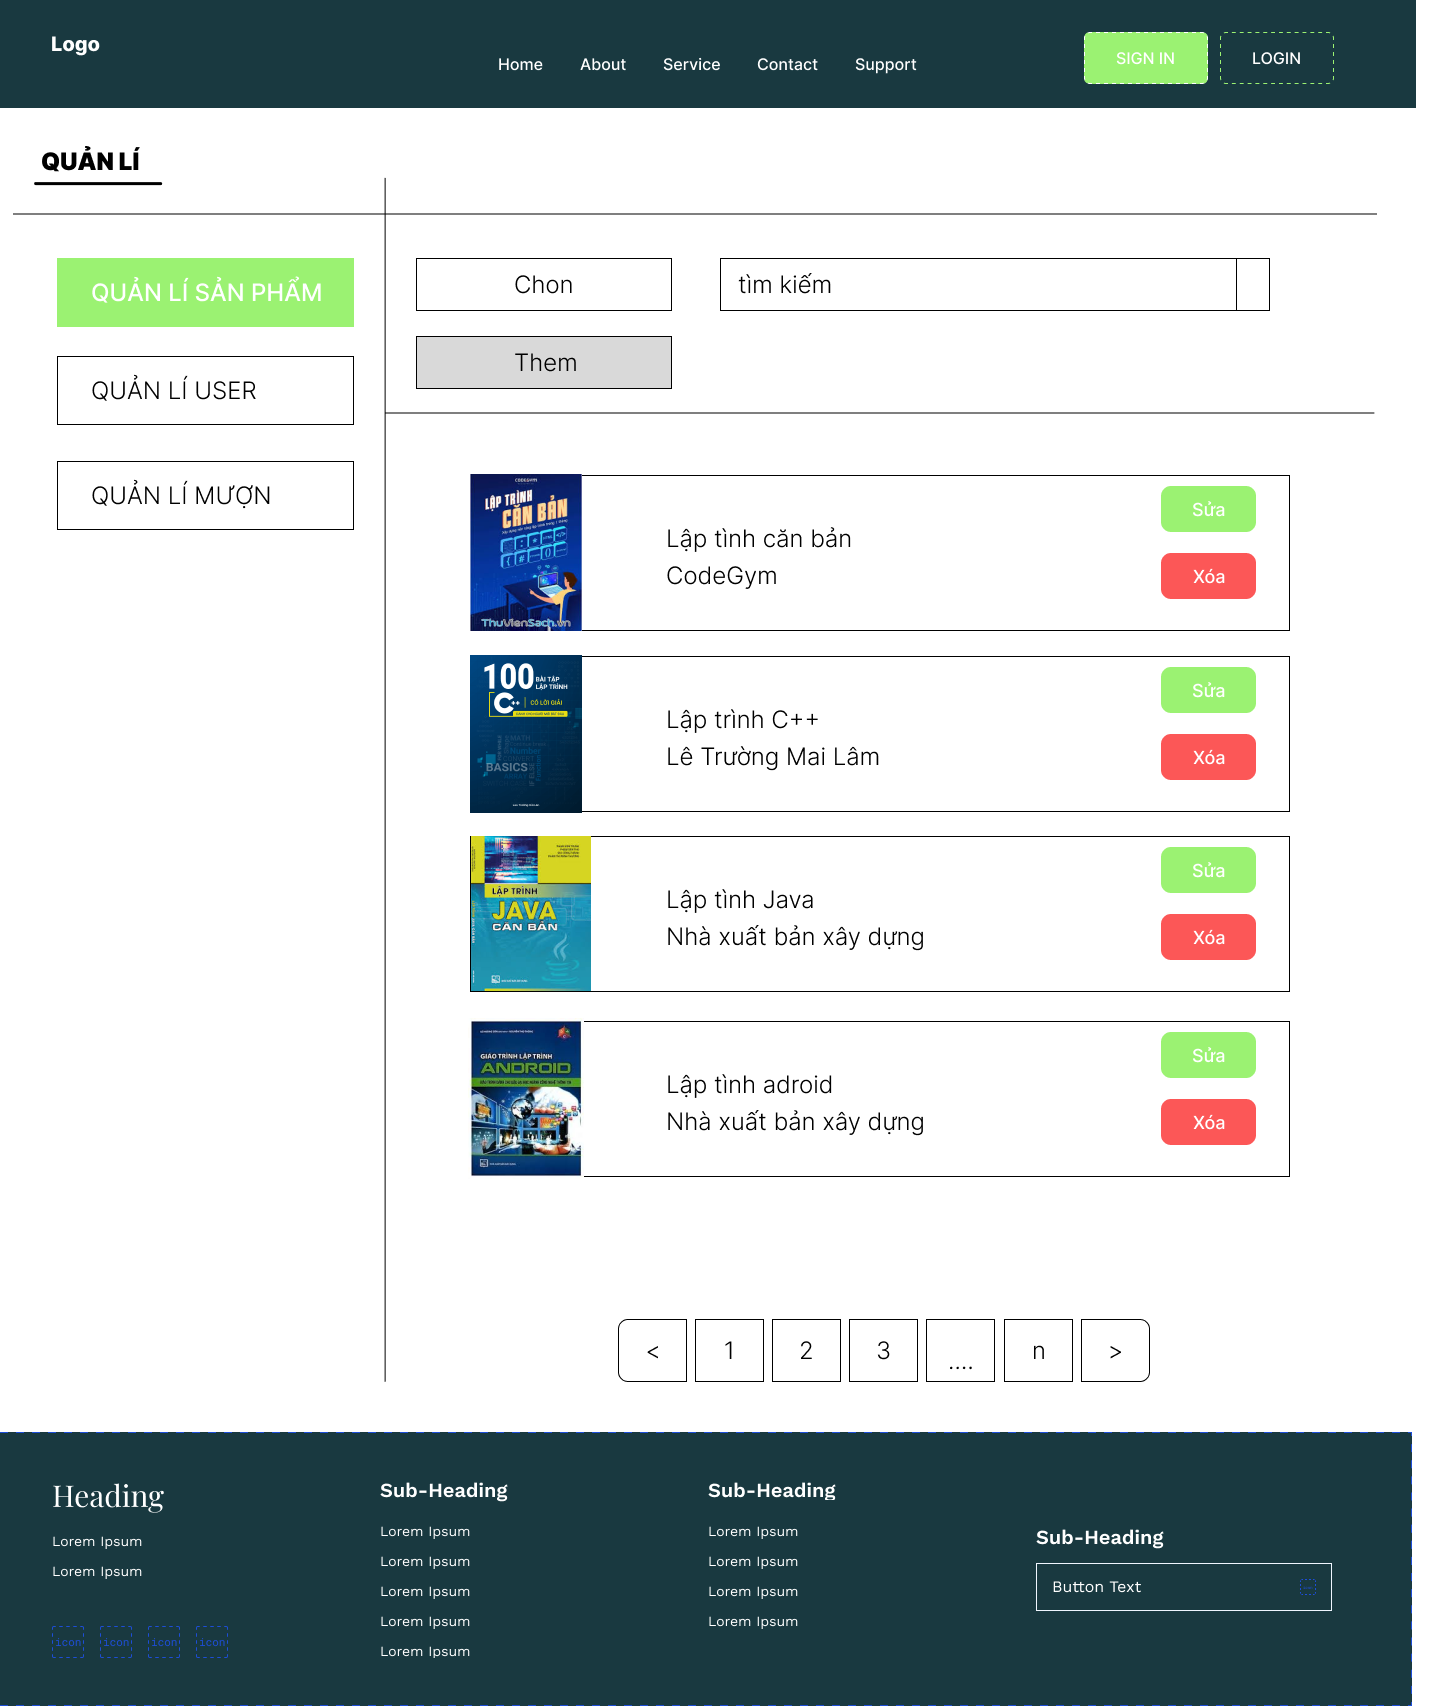 Logo
Home About Service Contact Support
SIGN IN
LOGIN
QUẢN LÍ
QUẢN LÍ SẢN PHẨM
QUẢN LÍ USER
QUẢN LÍ MƯỢN
Chon
tìm kiếm
Them
CODEGYM
LẬP TRÌNH
CĂN BẢN
ThuVienSach.vn
Lập tình căn bản
CodeGym
Sửa
Xóa
100 BÀI TẬP
LẬP TRÌNH
C++ CÓ LỜI GIẢI
BASICS
Lập trình C++
Lê Trường Mai Lâm
Sửa
Xóa
LẬP TRÌNH
JAVA
CĂN BẢN
Lập tình Java
Nhà xuất bản xây dựng
Sửa
Xóa
GIÁO TRÌNH LẬP TRÌNH
ANDROID
Lập tình adroid
Nhà xuất bản xây dựng
Sửa
Xóa
< 1 2 3 .... n >
Heading
Lorem Ipsum
Lorem Ipsum
icon icon icon icon
Sub-Heading
Lorem Ipsum
Lorem Ipsum
Lorem Ipsum
Lorem Ipsum
Lorem Ipsum
Sub-Heading
Lorem Ipsum
Lorem Ipsum
Lorem Ipsum
Lorem Ipsum
Sub-Heading
Button Text